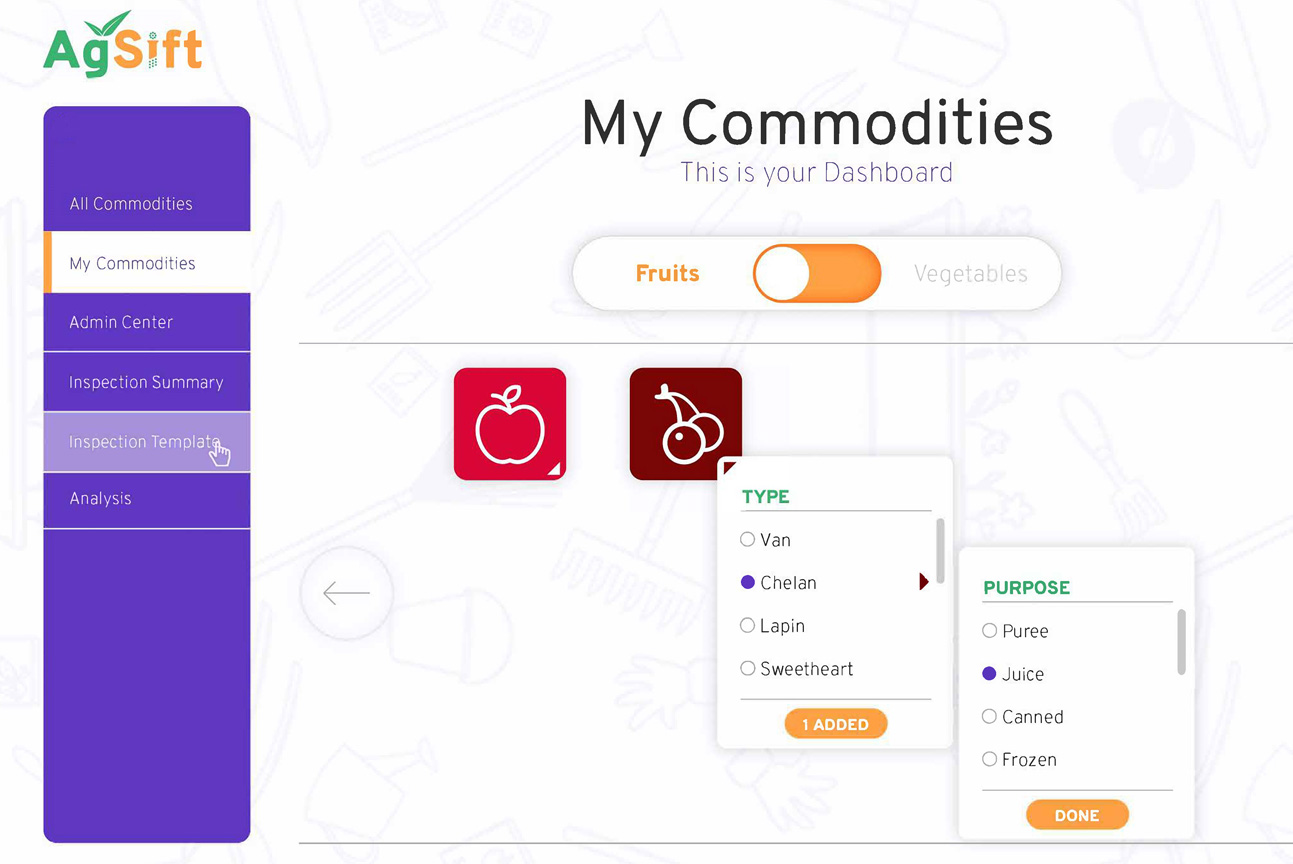 AgSift
All Commodities
My Commodities
Admin Center
Inspection Summary
Inspection Template
Analysis
My Commodities
This is your Dashboard
Fruits
Vegetables
TYPE
Van
Chelan
Lapin
Sweetheart
1 ADDED
PURPOSE
Puree
Juice
Canned
Frozen
DONE